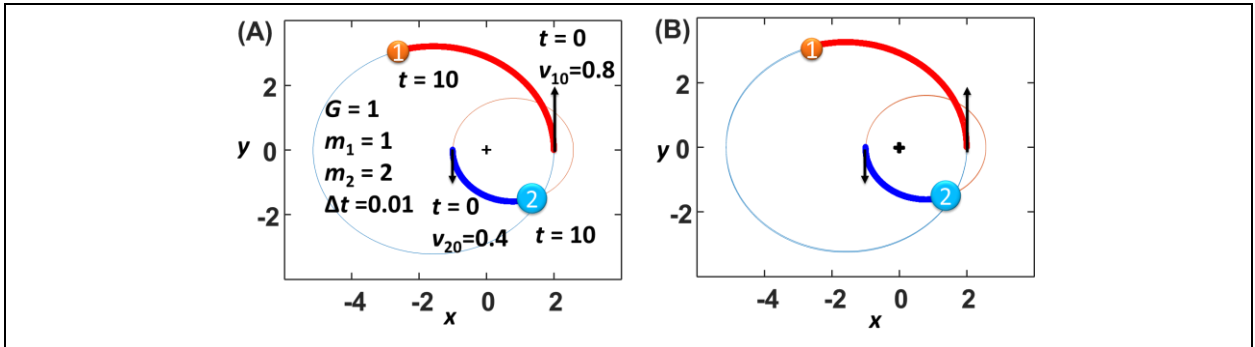 (A)
1
t = 0
v10=0.8
t = 10
G = 1
m1 = 1
m2 = 2
Δt =0.01
t = 0
v20=0.4
2
t = 10
y
2
0
-2
-4 -2 0 2
x
(B)
1
2
y
2
0
-2
-4 -2 0 2
x